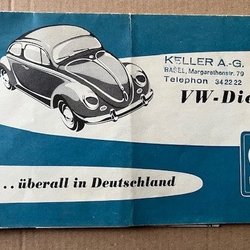 KELLER A.-G.
BASEL, Margarethenstr. 79
Telephon 34 22 22
VW-Die
. . überall in Deutschland